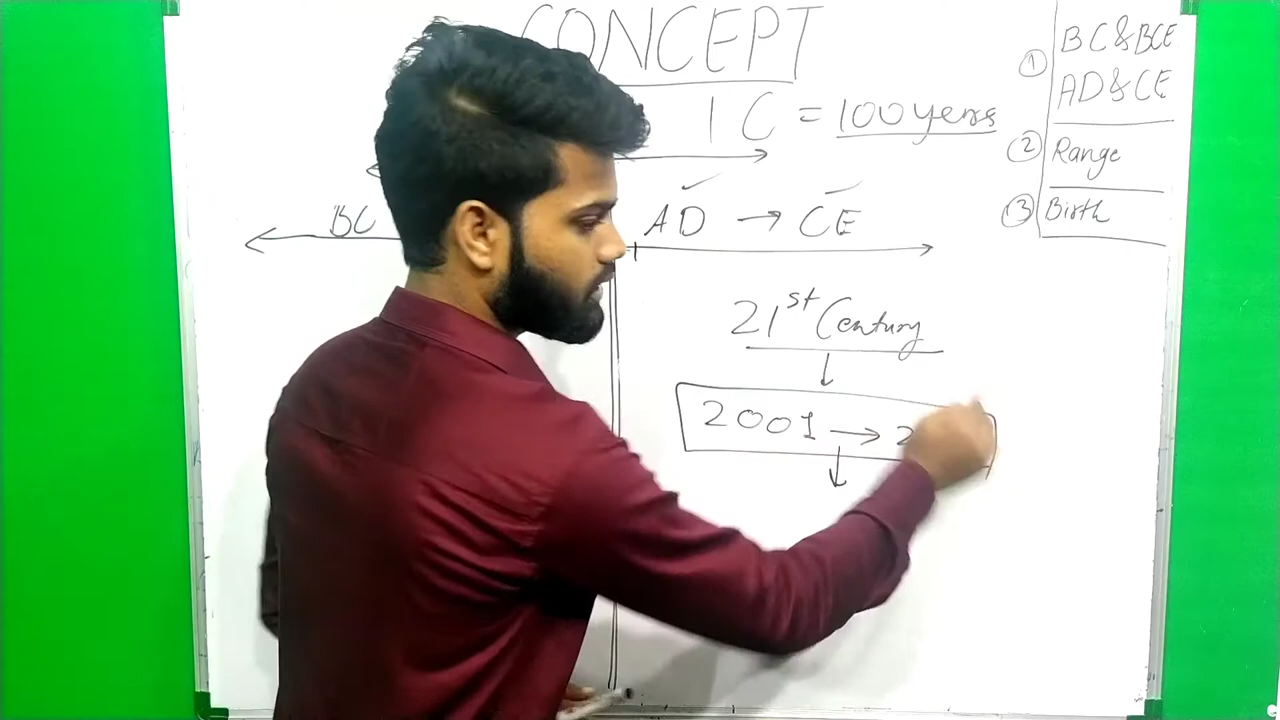 CONCEPT
1 C = 100 years
BC AD → CE
21st Century
2001 → 2
① BC & BCE
AD & CE
② Range
③ Birth